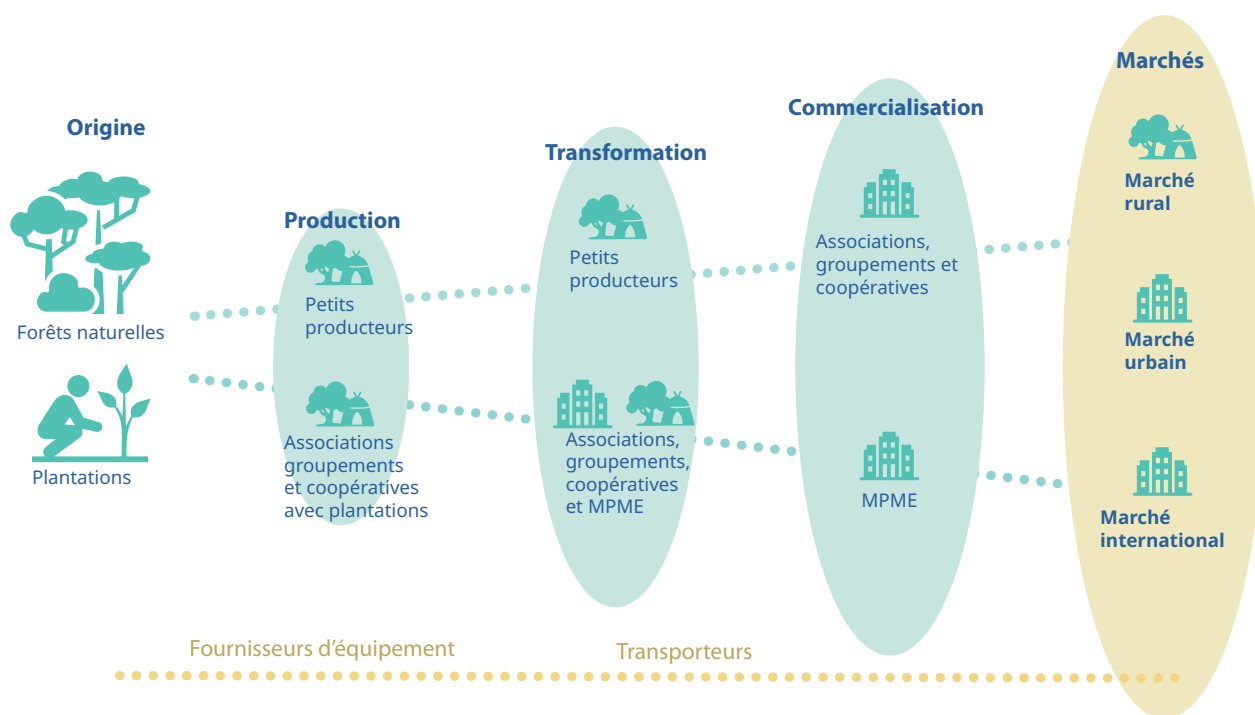 Origine
Forêts naturelles
Plantations
Production
Petits
producteurs
Associations
groupements
et coopératives
avec plantations
Transformation
Petits
producteurs
Associations,
groupements,
coopératives
et MPME
Commercialisation
Associations,
groupements et
coopératives
MPME
Marchés
Marché
rural
Marché
urbain
Marché
international
Fournisseurs d’équipement
Transporteurs